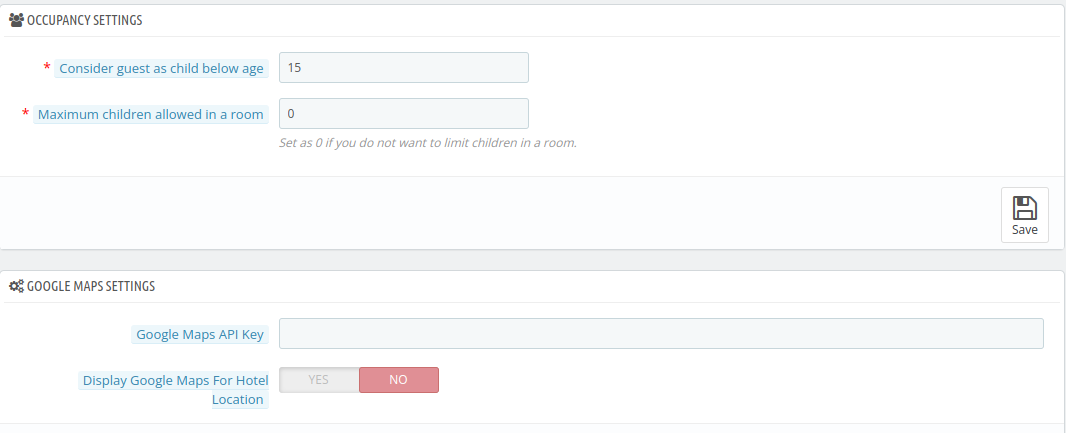 OCCUPANCY SETTINGS
* Consider guest as child below age 15
* Maximum children allowed in a room 0
Set as 0 if you do not want to limit children in a room.
Save
GOOGLE MAPS SETTINGS
Google Maps API Key
Display Google Maps For Hotel YES NO
Location